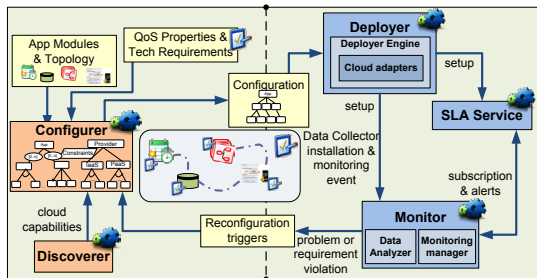 App Modules
& Topology
QoS Properties &
Tech Requirements
Configuration
App
Deployer
Deployer Engine
Cloud adapters
setup
setup
SLA Service
Configurer
App
Provider
Constraints
IaaS
PaaS
Data Collector
installation &
monitoring
event
subscription
& alerts
cloud
capabilities
Discoverer
Reconfiguration
triggers
problem or
requirement
violation
Monitor
Data
Analyzer
Monitoring
manager